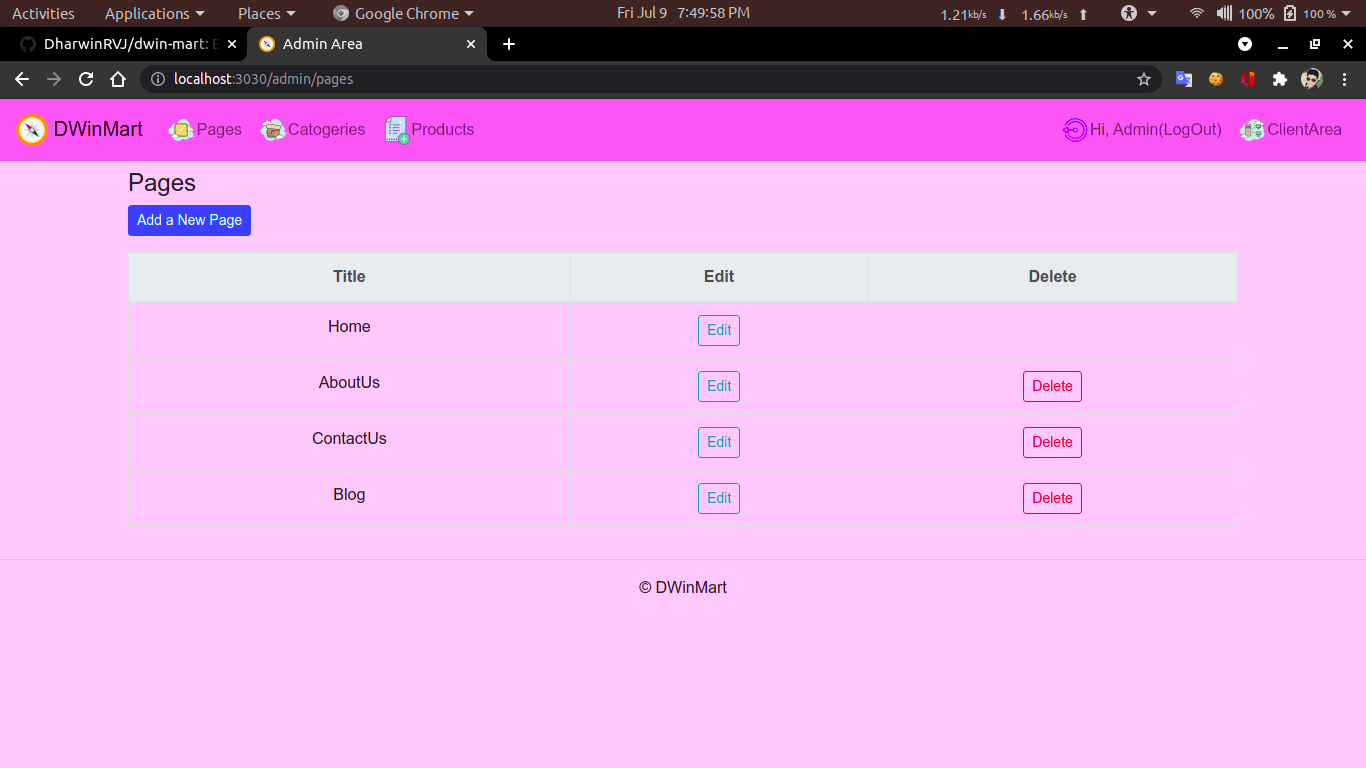 Activities Applications Places Google Chrome Fri Jul 9 7:49:58 PM 1.21kb/s 1.66kb/s 100% 100 %
DharwinRVJ/dwin-mart: E Admin Area
localhost:3030/admin/pages
DWinMart Pages Catogeries Products Hi, Admin(LogOut) ClientArea
Pages
Add a New Page
Title Edit Delete
Home Edit
AboutUs Edit Delete
ContactUs Edit Delete
Blog Edit Delete
© DWinMart